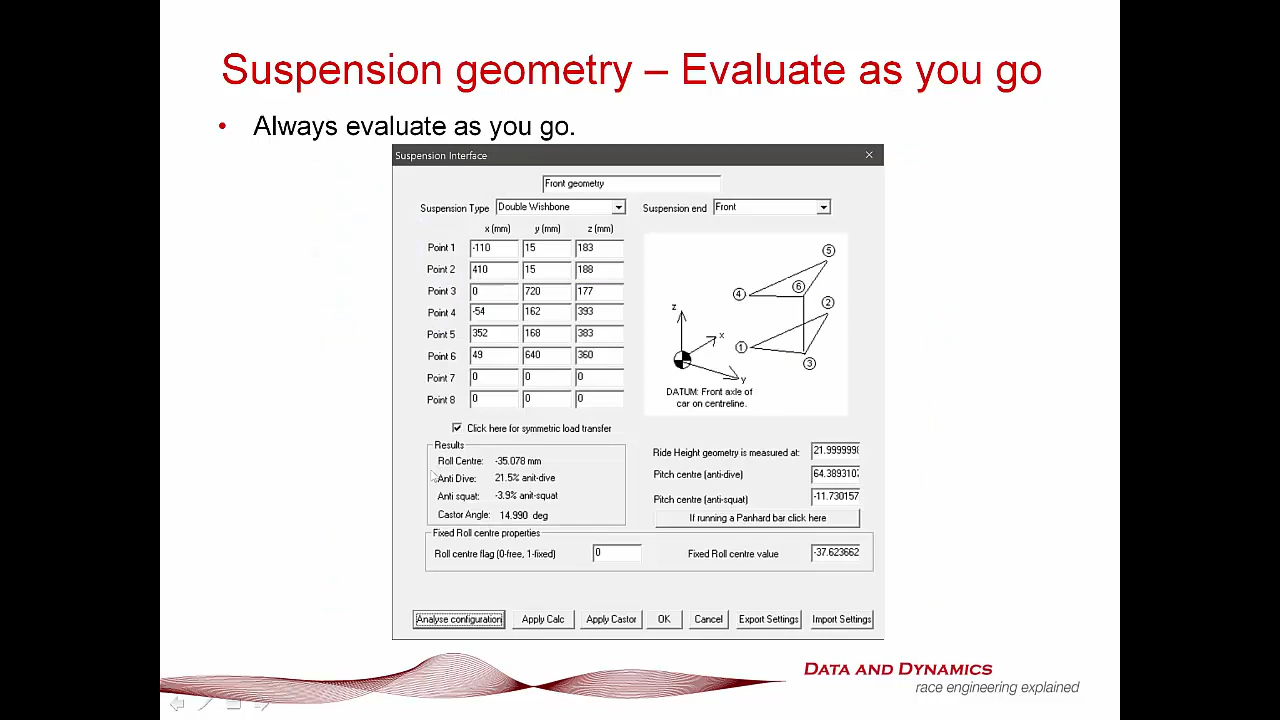 Suspension geometry – Evaluate as you go
• Always evaluate as you go.
Suspension Interface
Front geometry
Suspension Type Double Wishbone Suspension end Front
x (mm) y (mm) z (mm)
Point 1 -110 15 183
Point 2 410 15 188
Point 3 0 720 177
Point 4 -54 162 393
Point 5 352 168 383
Point 6 49 640 360
Point 7 0 0 0
Point 8 0 0 0
5
6
4
2
z
x
1
3
y
DATUM: Front axle of
car on centreline.
Click here for symmetric load transfer
Results
Roll Centre: -35.078 mm
Anti Dive: 21.5% anit-dive
Anti squat: -3.9% anit-squat
Castor Angle: 14.990 deg
Ride Height geometry is measured at: 21.9999998
Pitch centre (anti-dive) 64.3893107
Pitch centre (anti-squat) -11.730157
If running a Panhard bar click here
Fixed Roll centre properties
Roll centre flag (0-free, 1-fixed) 0 Fixed Roll centre value -37.623662
Analyse configuration Apply Calc Apply Castor OK Cancel Export Settings Import Settings
DATA AND DYNAMICS
race engineering explained